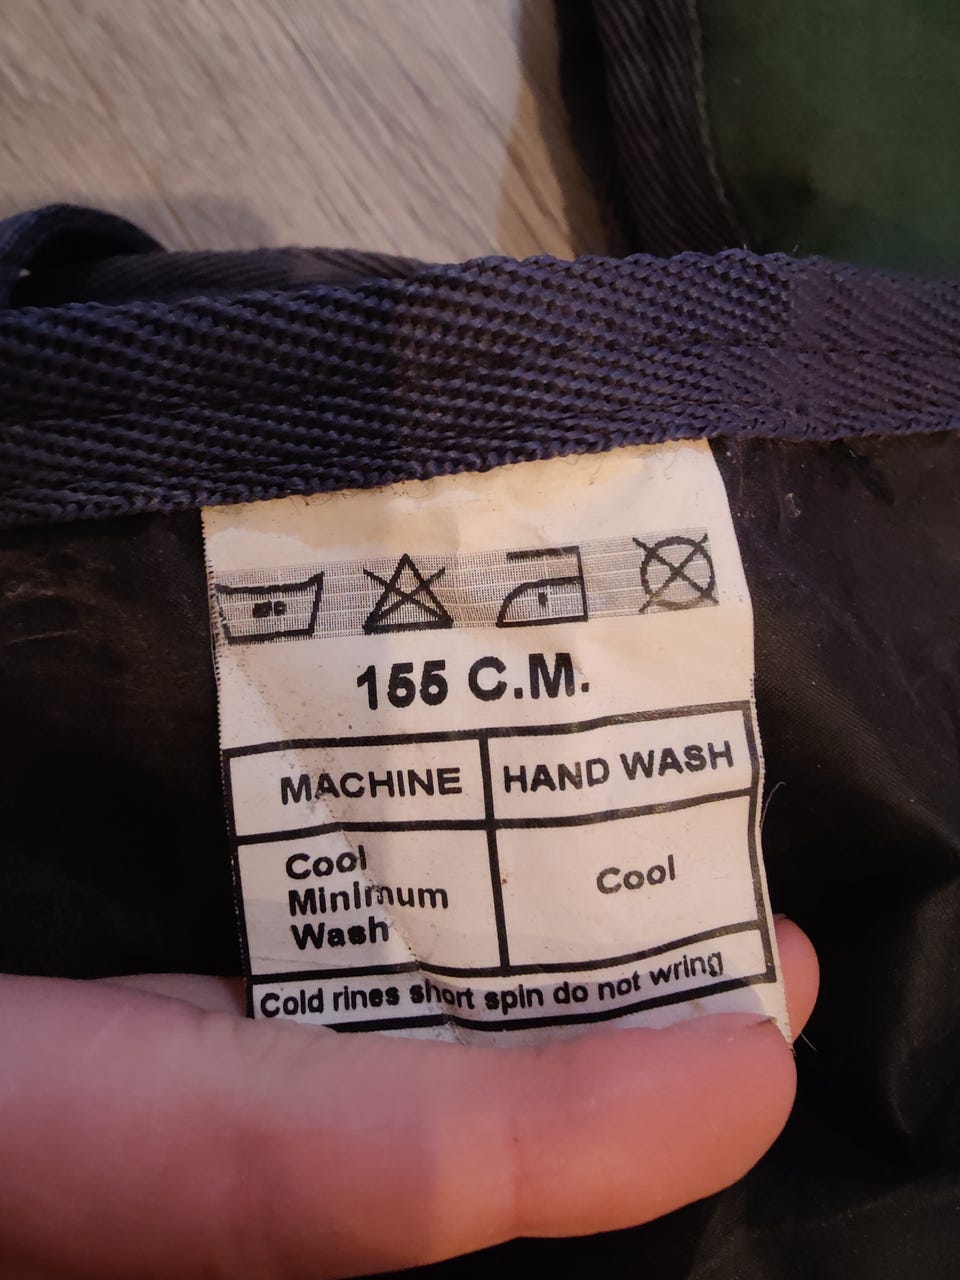 155 C.M.
MACHINE
HAND WASH
Cool
Minimum
Wash
Cool
Cold rines short spin do not wring